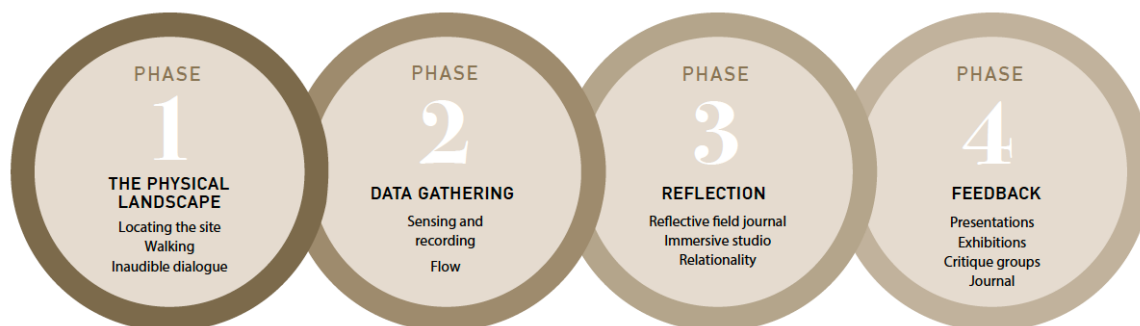 PHASE
1
THE PHYSICAL
LANDSCAPE
Locating the site
Walking
Inaudible dialogue
PHASE
2
DATA GATHERING
Sensing and
recording
Flow
PHASE
3
REFLECTION
Reflective field journal
Immersive studio
Relationality
PHASE
4
FEEDBACK
Presentations
Exhibitions
Critique groups
Journal